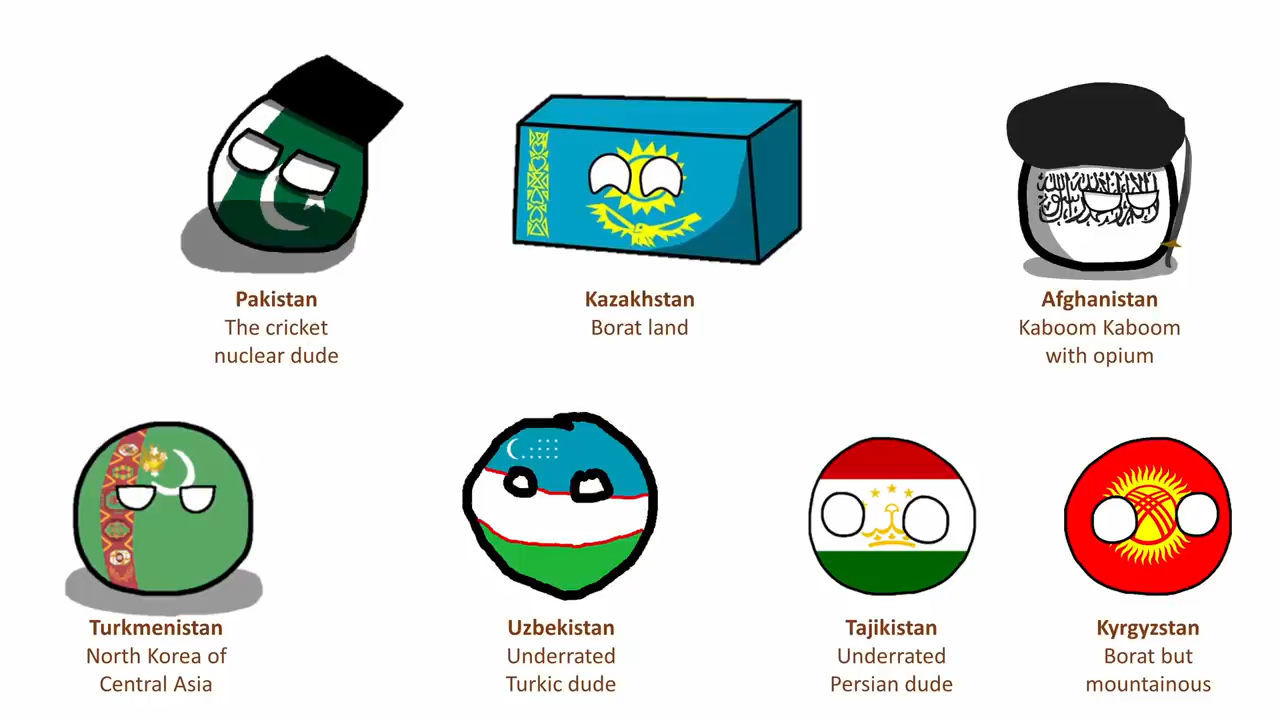 Pakistan
The cricket
nuclear dude
Kazakhstan
Borat land
Afghanistan
Kaboom Kaboom
with opium
Turkmenistan
North Korea of
Central Asia
Uzbekistan
Underrated
Turkic dude
Tajikistan
Underrated
Persian dude
Kyrgyzstan
Borat but
mountainous